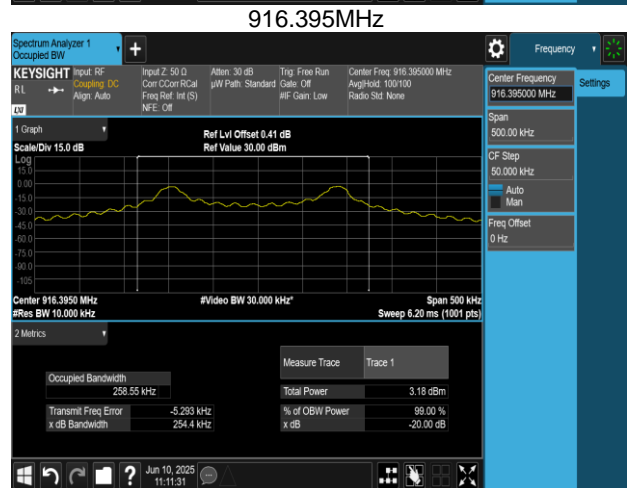 916.395MHz
Spectrum Analyzer 1
Occupied BW
Frequency
KEYSIGHT
R L
LXI
Input: RF
Coupling: DC
Align: Auto
Input Z: 50 Ω
Corr CCorr RCal
Freq Ref: Int (S)
NFE: Off
Atten: 30 dB
µW Path: Standard
Trig: Free Run
Gate: Off
#IF Gain: Low
Center Freq: 916.395000 MHz
Avg|Hold: 100/100
Radio Std: None
Center Frequency
916.395000 MHz
Settings
Span
500.00 kHz
CF Step
50.000 kHz
Auto
Man
Freq Offset
0 Hz
1 Graph
Scale/Div 15.0 dB
Ref Lvl Offset 0.41 dB
Ref Value 30.00 dBm
Log
15.0
0.00
-15.0
-30.0
-45.0
-60.0
-75.0
-90.0
-105
Center 916.3950 MHz
#Video BW 30.000 kHz*
Span 500 kHz
#Res BW 10.000 kHz
Sweep 6.20 ms (1001 pts)
2 Metrics
Measure Trace Trace 1
Occupied Bandwidth
258.55 kHz
Total Power 3.18 dBm
Transmit Freq Error -5.293 kHz
% of OBW Power 99.00 %
x dB Bandwidth 254.4 kHz
x dB -20.00 dB
Jun 10, 2025
11:11:31